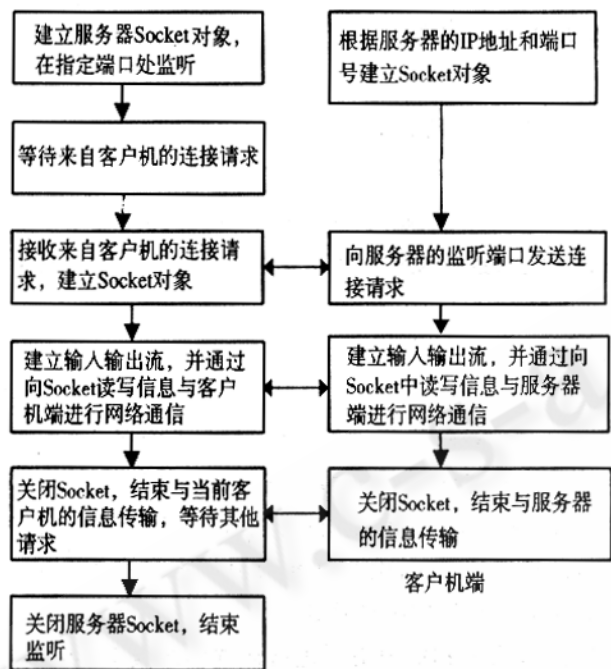 建立服务器Socket对象，
在指定端口处监听
等待来自客户机的连接请求
接收来自客户机的连接请
求，建立Socket对象
建立输入输出流，并通过
向Socket读写信息与客户
机端进行网络通信
关闭Socket，结束与当前客
户机的信息传输，等待其他
请求
关闭服务器Socket，结束
监听
根据服务器的IP地址和端口
号建立Socket对象
向服务器的监听端口发送连
接请求
建立输入输出流，并通过向
Socket中读写信息与服务器
端进行网络通信
关闭Socket，结束与服务器
的信息传输
客户机端